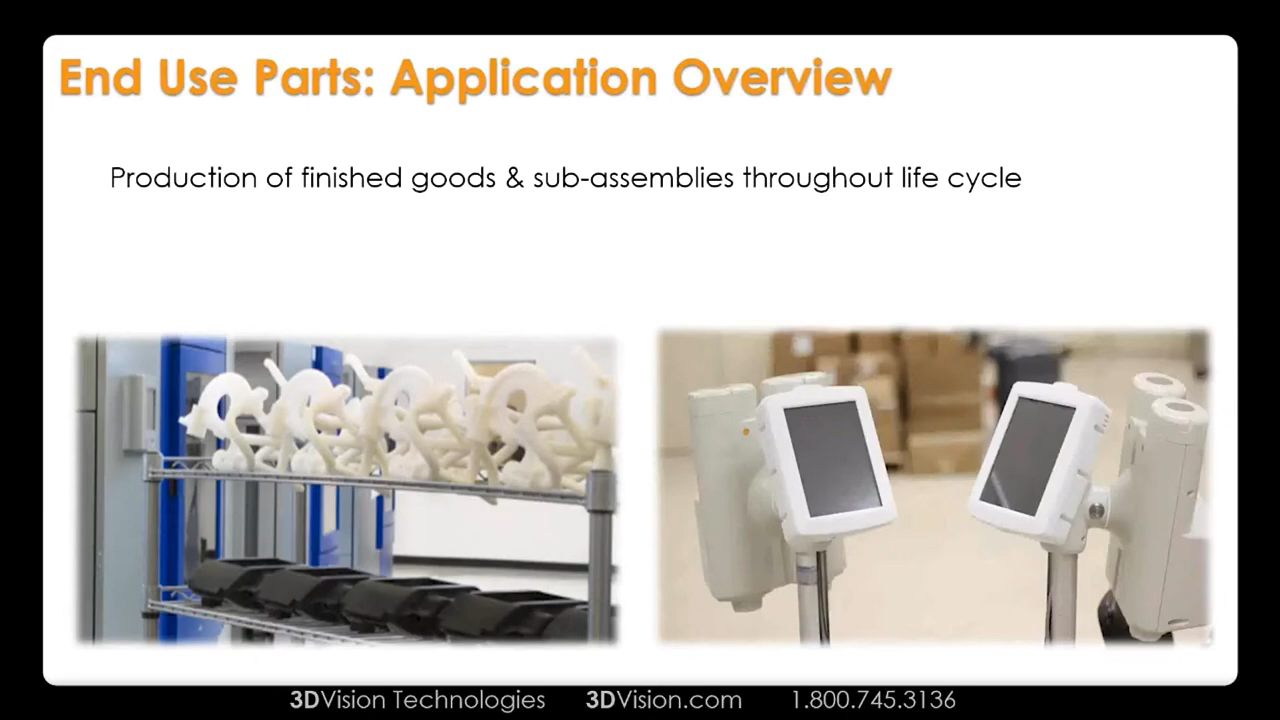 End Use Parts: Application Overview
Production of finished goods & sub-assemblies throughout life cycle
3DVision Technologies 3DVision.com 1.800.745.3136